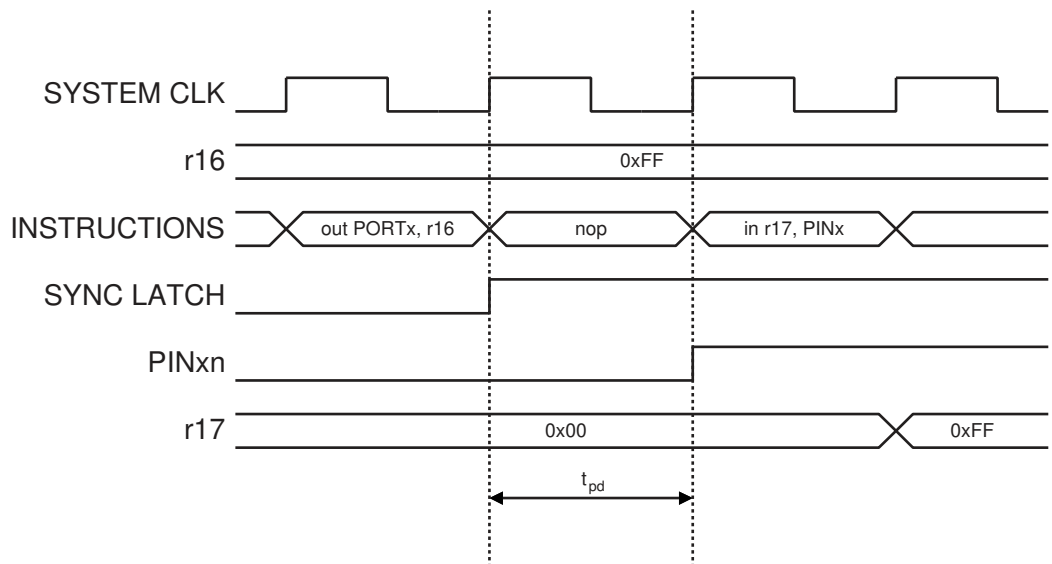 SYSTEM CLK
r16
0xFF
INSTRUCTIONS
out PORTx, r16
nop
in r17, PINx
SYNC LATCH
PINxn
r17
0x00
0xFF
tpd